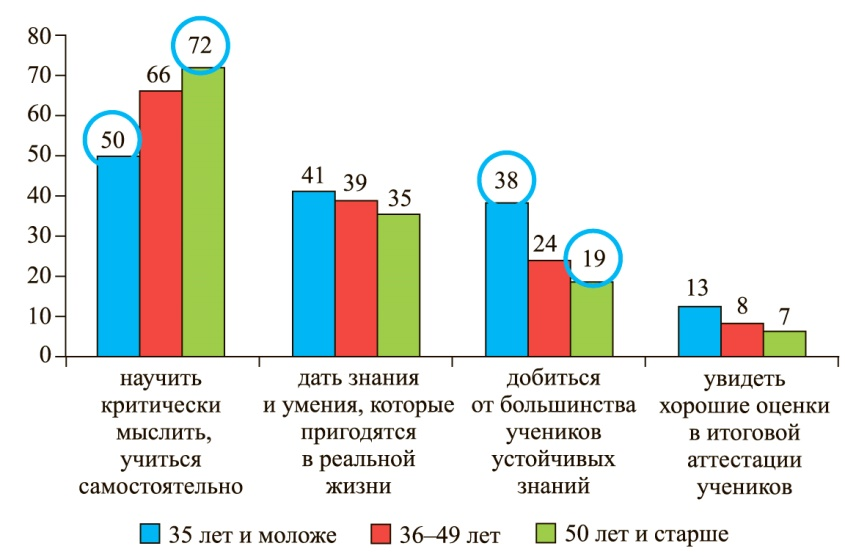 80
70
60
50
40
30
20
10
0
50
66
72
41
39
35
38
24
19
13
8
7
научить
критически
мыслить,
учиться
самостоятельно
дать знания
и умения, которые
пригодятся
в реальной
жизни
добиться
от большинства
учеников
устойчивых
знаний
увидеть
хорошие оценки
в итоговой
аттестации
учеников
35 лет и моложе
36–49 лет
50 лет и старше